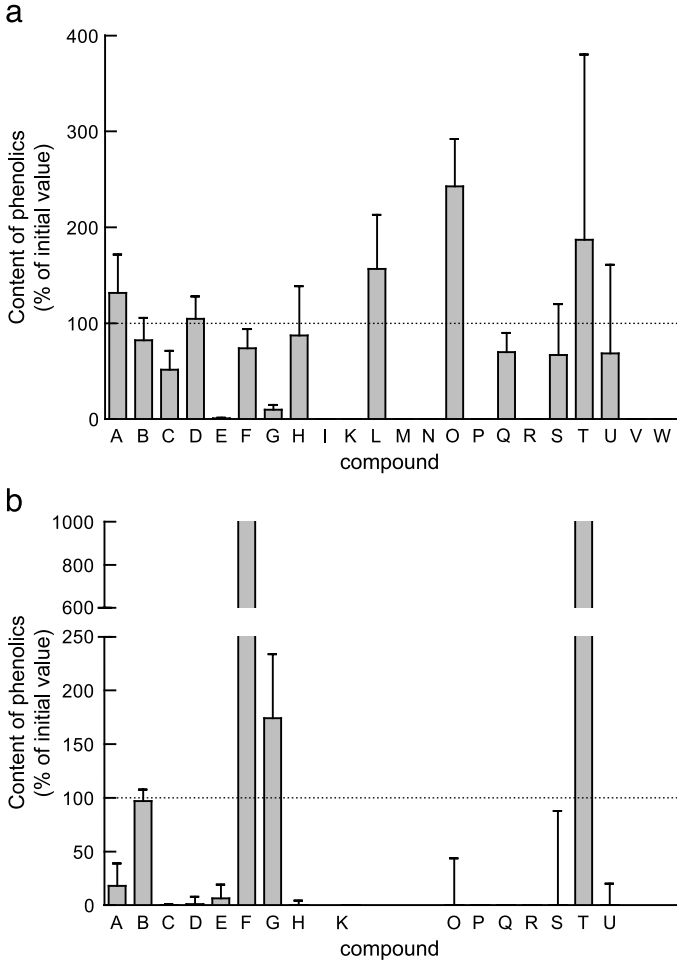 a
400
300
200
100
0
Content of phenolics
(% of initial value)
A B C D E F G H I K L M N O P Q R S T U V W
compound
b
1000
800
600
250
200
150
100
50
0
Content of phenolics
(% of initial value)
A B C D E F G H K O P Q R S T U
compound